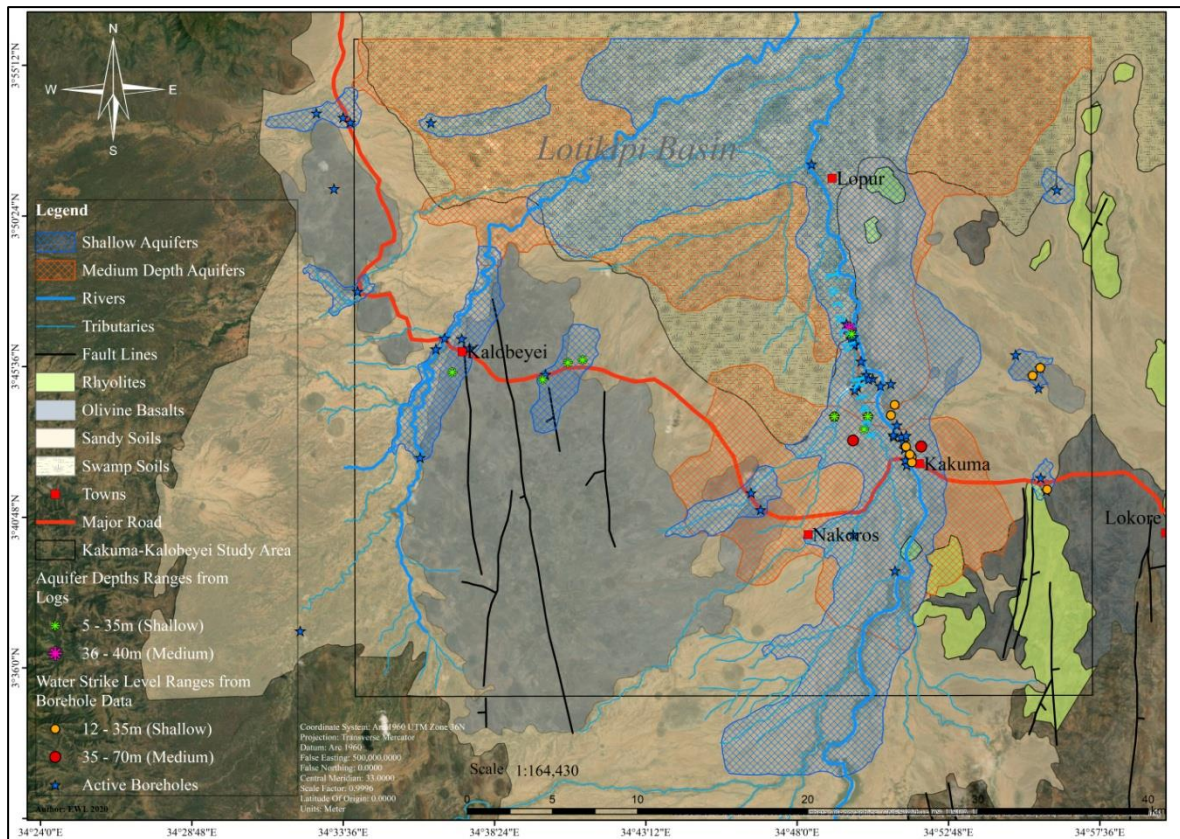 N
W
E
S
3°55'12"N
3°50'24"N
3°45'36"N
3°40'48"N
3°36'0"N
Lotikipi Basin
Lopur
Kalobeyei
Kakuma
Nakoros
Lokore
Legend
Shallow Aquifers
Medium Depth Aquifers
Rivers
Tributaries
Fault Lines
Rhyolites
Olivine Basalts
Sandy Soils
Swamp Soils
Towns
Major Road
Kakuma-Kalobeyei Study Area
Aquifer Depths Ranges from
Logs
5 - 35m (Shallow)
36 - 40m (Medium)
Water Strike Level Ranges from
Borehole Data
12 - 35m (Shallow)
35 - 70m (Medium)
Active Boreholes
Author: EWL 2020
Coordinate System: Arc 1960 UTM Zone 36N
Projection: Transverse Mercator
Datum: Arc 1960
False Easting: 500,000.0000
False Northing: 0.0000
Central Meridian: 33.0000
Scale Factor: 0.9996
Latitude Of Origin: 0.0000
Units: Meter
Scale 1:164,430
0 5 10 20 30 40
km
34°24'0"E 34°28'48"E 34°33'36"E 34°38'24"E 34°43'12"E 34°48'0"E 34°52'48"E 34°57'36"E